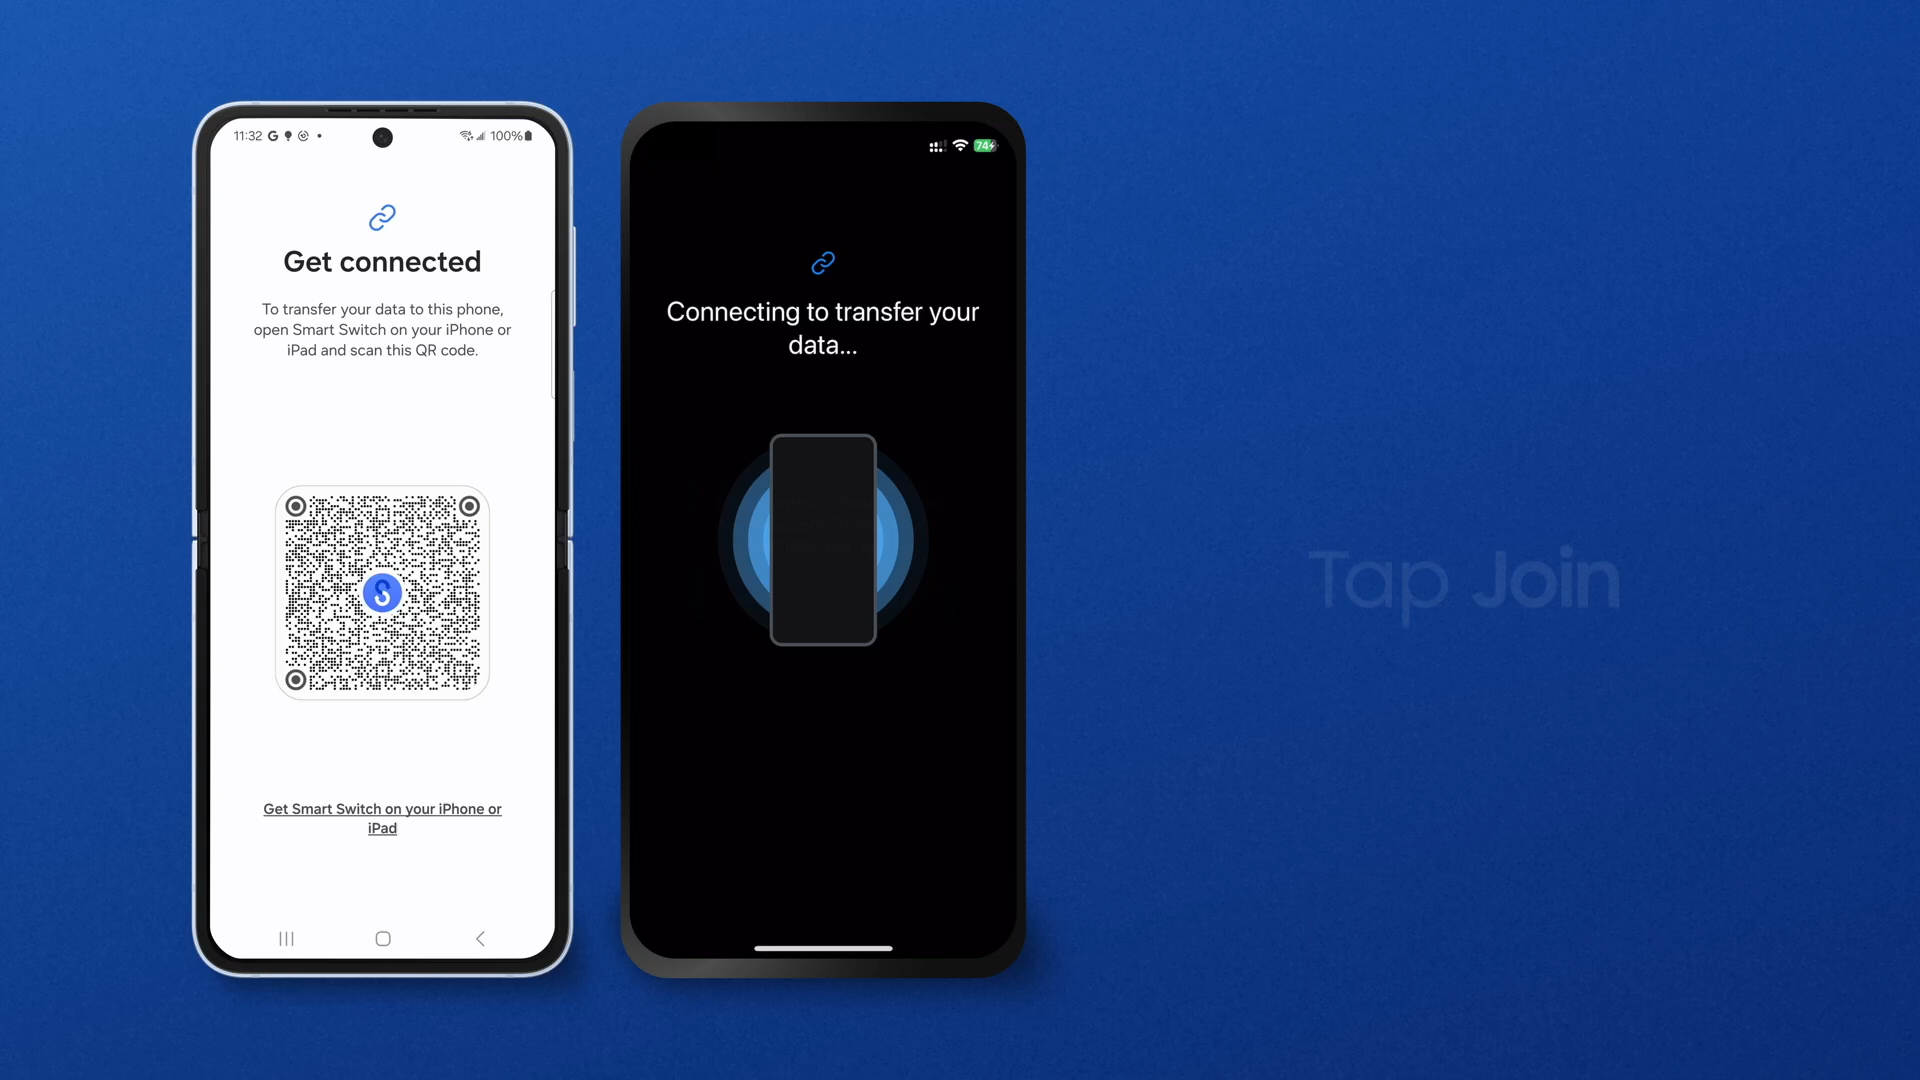 11:32
100%
Get connected
To transfer your data to this phone,
open Smart Switch on your iPhone or
iPad and scan this QR code.
Get Smart Switch on your iPhone or
iPad
74
Connecting to transfer your
data...
Tap Join